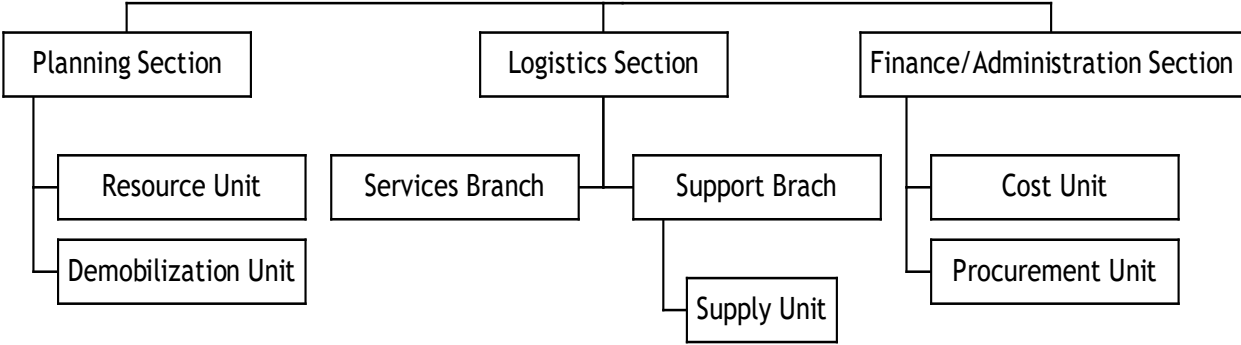 Planning Section
Logistics Section
Finance/Administration Section
Resource Unit
Services Branch
Support Brach
Cost Unit
Demobilization Unit
Procurement Unit
Supply Unit